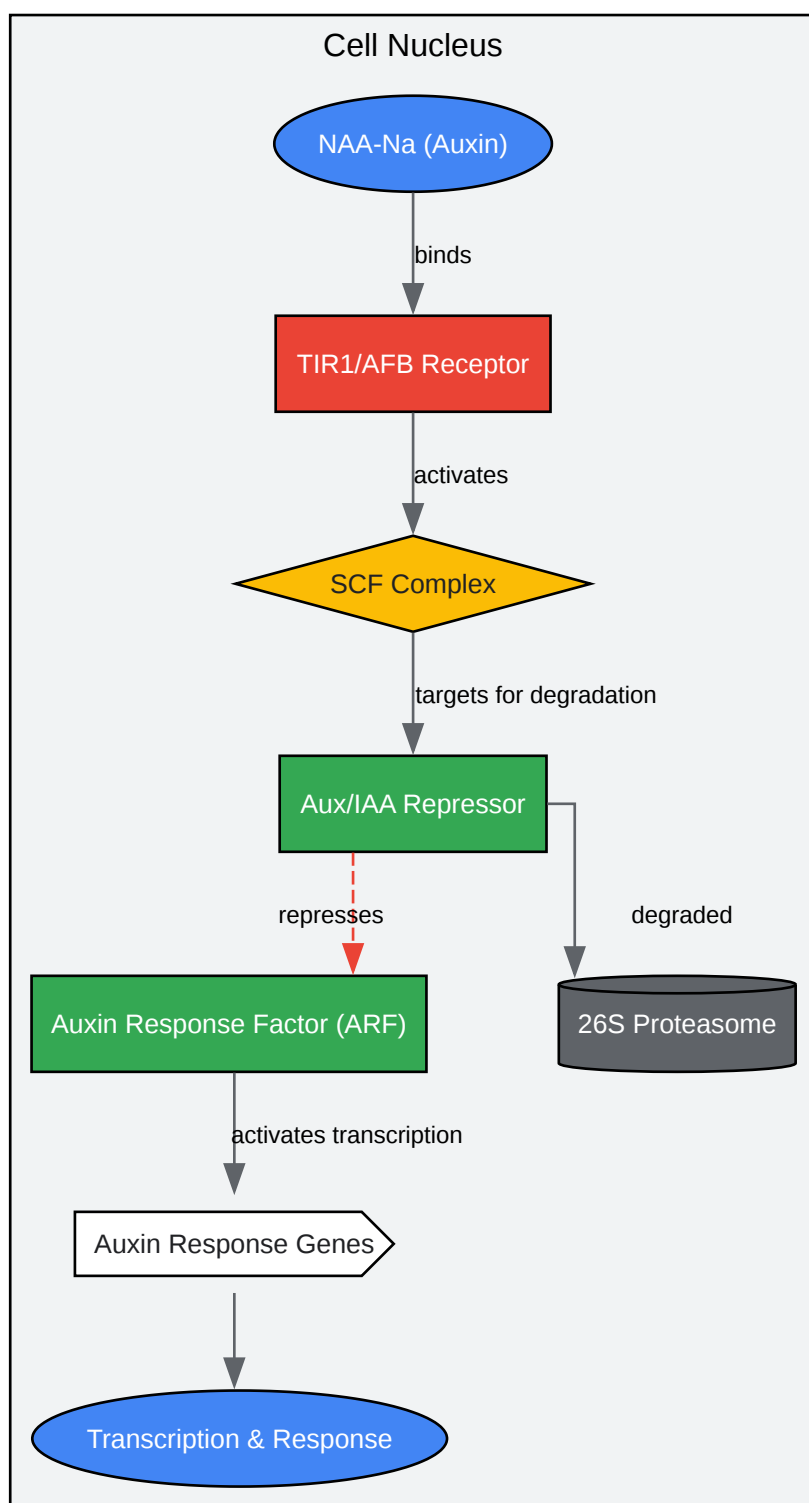 Cell Nucleus
NAA-Na (Auxin)
binds
TIR1/AFB Receptor
activates
SCF Complex
targets for degradation
Aux/IAA Repressor
represses
degraded
Auxin Response Factor (ARF)
26S Proteasome
activates transcription
Auxin Response Genes
Transcription & Response